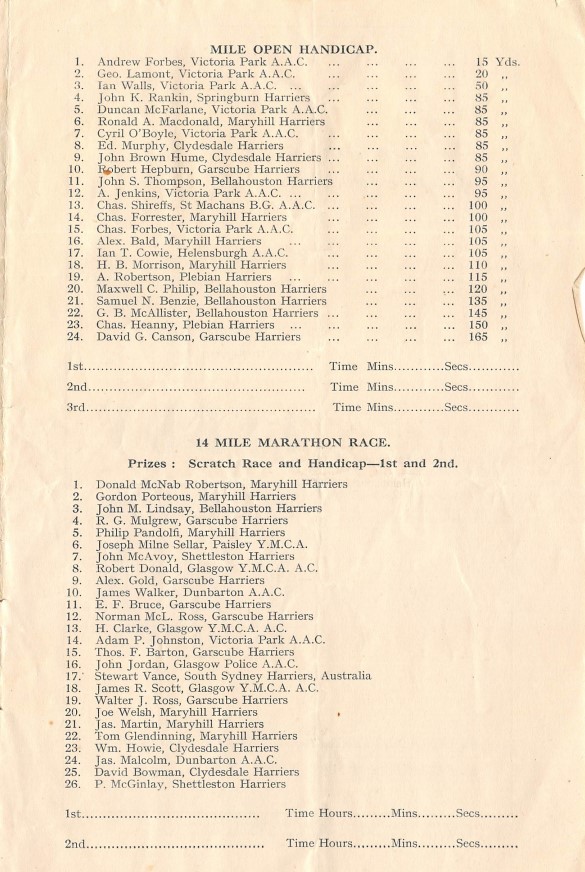 MILE OPEN HANDICAP.
1. Andrew Forbes, Victoria Park A.A.C. ... ... ... ... 15 Yds.
2. Geo. Lamont, Victoria Park A.A.C. ... ... ... ... 20 „
3. Ian Walls, Victoria Park A.A.C. ... ... ... ... 50 „
4. John K. Rankin, Springburn Harriers ... ... ... ... 85 „
5. Duncan McFarlane, Victoria Park A.A.C. ... ... ... 85 „
6. Ronald A. Macdonald, Maryhill Harriers ... ... ... 85 „
7. Cyril O'Boyle, Victoria Park A.A.C. ... ... ... ... 85 „
8. Ed. Murphy, Clydesdale Harriers ... ... ... ... 85 „
9. John Brown Hume, Clydesdale Harriers ... ... ... ... 85 „
10. Robert Hepburn, Garscube Harriers ... ... ... ... 90 „
11. John S. Thompson, Bellahouston Harriers ... ... ... 95 „
12. A. Jenkins, Victoria Park A.A.C. ... ... ... ... ... 95 „
13. Chas. Shireffs, St Machans B.G. A.A.C. ... ... ... ... 100 „
14. Chas. Forrester, Maryhill Harriers ... ... ... ... 100 „
15. Chas. Forbes, Victoria Park A.A.C. ... ... ... ... 105 „
16. Alex. Bald, Maryhill Harriers ... ... ... ... ... 105 „
17. Ian T. Cowie, Helensburgh A.A.C. ... ... ... ... 105 „
18. H. B. Morrison, Maryhill Harriers ... ... ... ... 110 „
19. A. Robertson, Plebian Harriers ... ... ... ... ... 115 „
20. Maxwell C. Philip, Bellahouston Harriers ... ... ... 120 „
21. Samuel N. Benzie, Bellahouston Harriers ... ... ... 135 „
22. G. B. McAllister, Bellahouston Harriers ... ... ... ... 145 „
23. Chas. Heanny, Plebian Harriers ... ... ... ... ... 150 „
24. David G. Canson, Garscube Harriers ... ... ... ... 165 „
1st............................................................ Time Mins...........Secs...........
2nd........................................................... Time Mins...........Secs...........
3rd............................................................ Time Mins...........Secs...........
14 MILE MARATHON RACE.
Prizes : Scratch Race and Handicap—1st and 2nd.
1. Donald McNab Robertson, Maryhill Harriers
2. Gordon Porteous, Maryhill Harriers
3. John M. Lindsay, Bellahouston Harriers
4. R. G. Mulgrew, Garscube Harriers
5. Philip Pandolfi, Maryhill Harriers
6. Joseph Milne Sellar, Paisley Y.M.C.A.
7. John McAvoy, Shettleston Harriers
8. Robert Donald, Glasgow Y.M.C.A. A.C.
9. Alex. Gold, Garscube Harriers
10. James Walker, Dunbarton A.A.C.
11. E. F. Bruce, Garscube Harriers
12. Norman McL. Ross, Garscube Harriers
13. H. Clarke, Glasgow Y.M.C.A. A.C.
14. Adam P. Johnston, Victoria Park A.A.C.
15. Thos. F. Barton, Garscube Harriers
16. John Jordan, Glasgow Police A.A.C.
17. Stewart Vance, South Sydney Harriers, Australia
18. James R. Scott, Glasgow Y.M.C.A. A.C.
19. Walter J. Ross, Garscube Harriers
20. Joe Welsh, Maryhill Harriers
21. Jas. Martin, Maryhill Harriers
22. Tom Glendinning, Maryhill Harriers
23. Wm. Howie, Clydesdale Harriers
24. Jas. Malcolm, Dunbarton A.A.C.
25. David Bowman, Clydesdale Harriers
26. P. McGinlay, Shettleston Harriers
1st............................................ Time Hours.........Mins.........Secs.........
2nd............................................. Time Hours.........Mins.........Secs.........